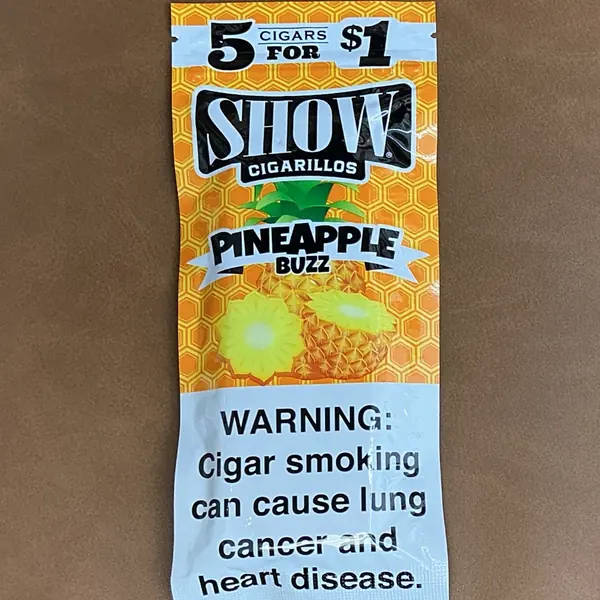 5 CIGARS FOR $1
SHOW®
CIGARILLOS
PINEAPPLE
BUZZ
WARNING:
Cigar smoking
can cause lung
cancer and
heart disease.